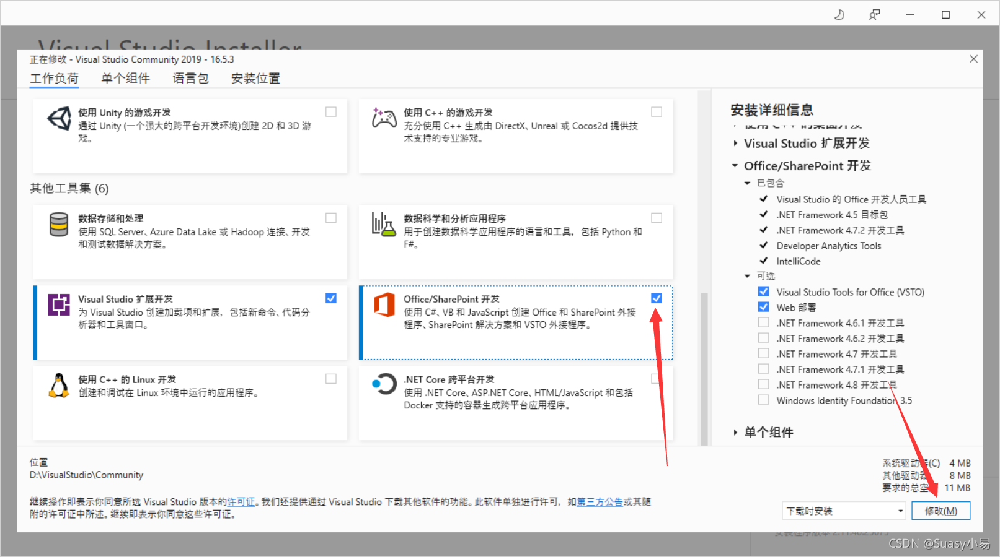 Visual Studio Installer
正在修改 - Visual Studio Community 2019 - 16.5.3
工作负荷 单个组件 语言包 安装位置
使用 Unity 的游戏开发
通过 Unity (一个强大的跨平台开发环境)创建 2D 和 3D 游
戏。
使用 C++ 的游戏开发
充分使用 C++ 生成由 DirectX、Unreal 或 Cocos2d 提供技
术支持的专业游戏。
其他工具集 (6)
数据存储和处理
使用 SQL Server、Azure Data Lake 或 Hadoop 连接、开发
和测试数据解决方案。
数据科学和分析应用程序
用于创建数据科学应用程序的语言和工具，包括 Python 和
F#。
Visual Studio 扩展开发
为 Visual Studio 创建加载项和扩展，包括新命令、代码分
析器和工具窗口。
Office/SharePoint 开发
使用 C#、VB 和 JavaScript 创建 Office 和 SharePoint 外接
程序、SharePoint 解决方案和 VSTO 外接程序。
使用 C++ 的 Linux 开发
创建和调试在 Linux 环境中运行的应用程序。
.NET Core 跨平台开发
使用 .NET Core、ASP.NET Core、HTML/JavaScript 和包括
Docker 支持的容器生成跨平台应用程序。
安装详细信息
使用 C++ 的桌面开发
Visual Studio 扩展开发
Office/SharePoint 开发
已包含
Visual Studio 的 Office 开发人员工具
.NET Framework 4.5 目标包
.NET Framework 4.7.2 开发工具
Developer Analytics Tools
IntelliCode
可选
Visual Studio Tools for Office (VSTO)
Web 部署
.NET Framework 4.6.1 开发工具
.NET Framework 4.6.2 开发工具
.NET Framework 4.7 开发工具
.NET Framework 4.7.1 开发工具
.NET Framework 4.8 开发工具
Windows Identity Foundation 3.5
单个组件
位置
D:\VisualStudio\Community
继续操作即表示你同意所选 Visual Studio 版本的许可证。我们还提供通过 Visual Studio 下载其他软件的功能。此软件单独进行许可，如第三方公告或其随
附的许可证中所述。继续即表示你同意这些许可证。
系统驱动器(C) 4 MB
其他驱动器 8 MB
要求的总空 11 MB
下载时安装 修改(M)
CSDN @Suasy小易